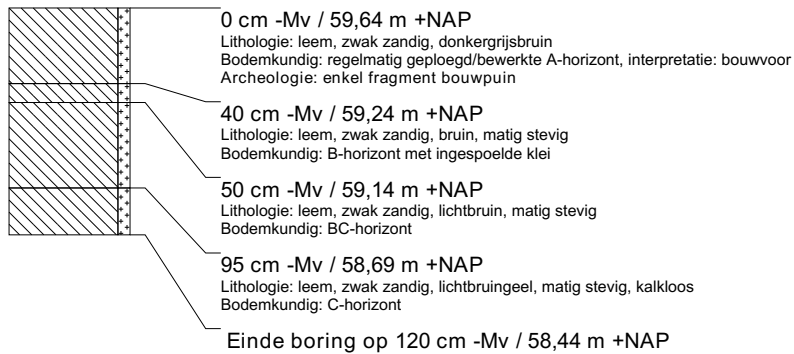 0 cm -Mv / 59,64 m +NAP
Lithologie: leem, zwak zandig, donkergrijsbruin
Bodemkundig: regelmatig geploegd/bewerkte A-horizont, interpretatie: bouwvoor
Archeologie: enkel fragment bouwpuin
40 cm -Mv / 59,24 m +NAP
Lithologie: leem, zwak zandig, bruin, matig stevig
Bodemkundig: B-horizont met ingespoelde klei
50 cm -Mv / 59,14 m +NAP
Lithologie: leem, zwak zandig, lichtbruin, matig stevig
Bodemkundig: BC-horizont
95 cm -Mv / 58,69 m +NAP
Lithologie: leem, zwak zandig, lichtbruingeel, matig stevig, kalkloos
Bodemkundig: C-horizont
Einde boring op 120 cm -Mv / 58,44 m +NAP